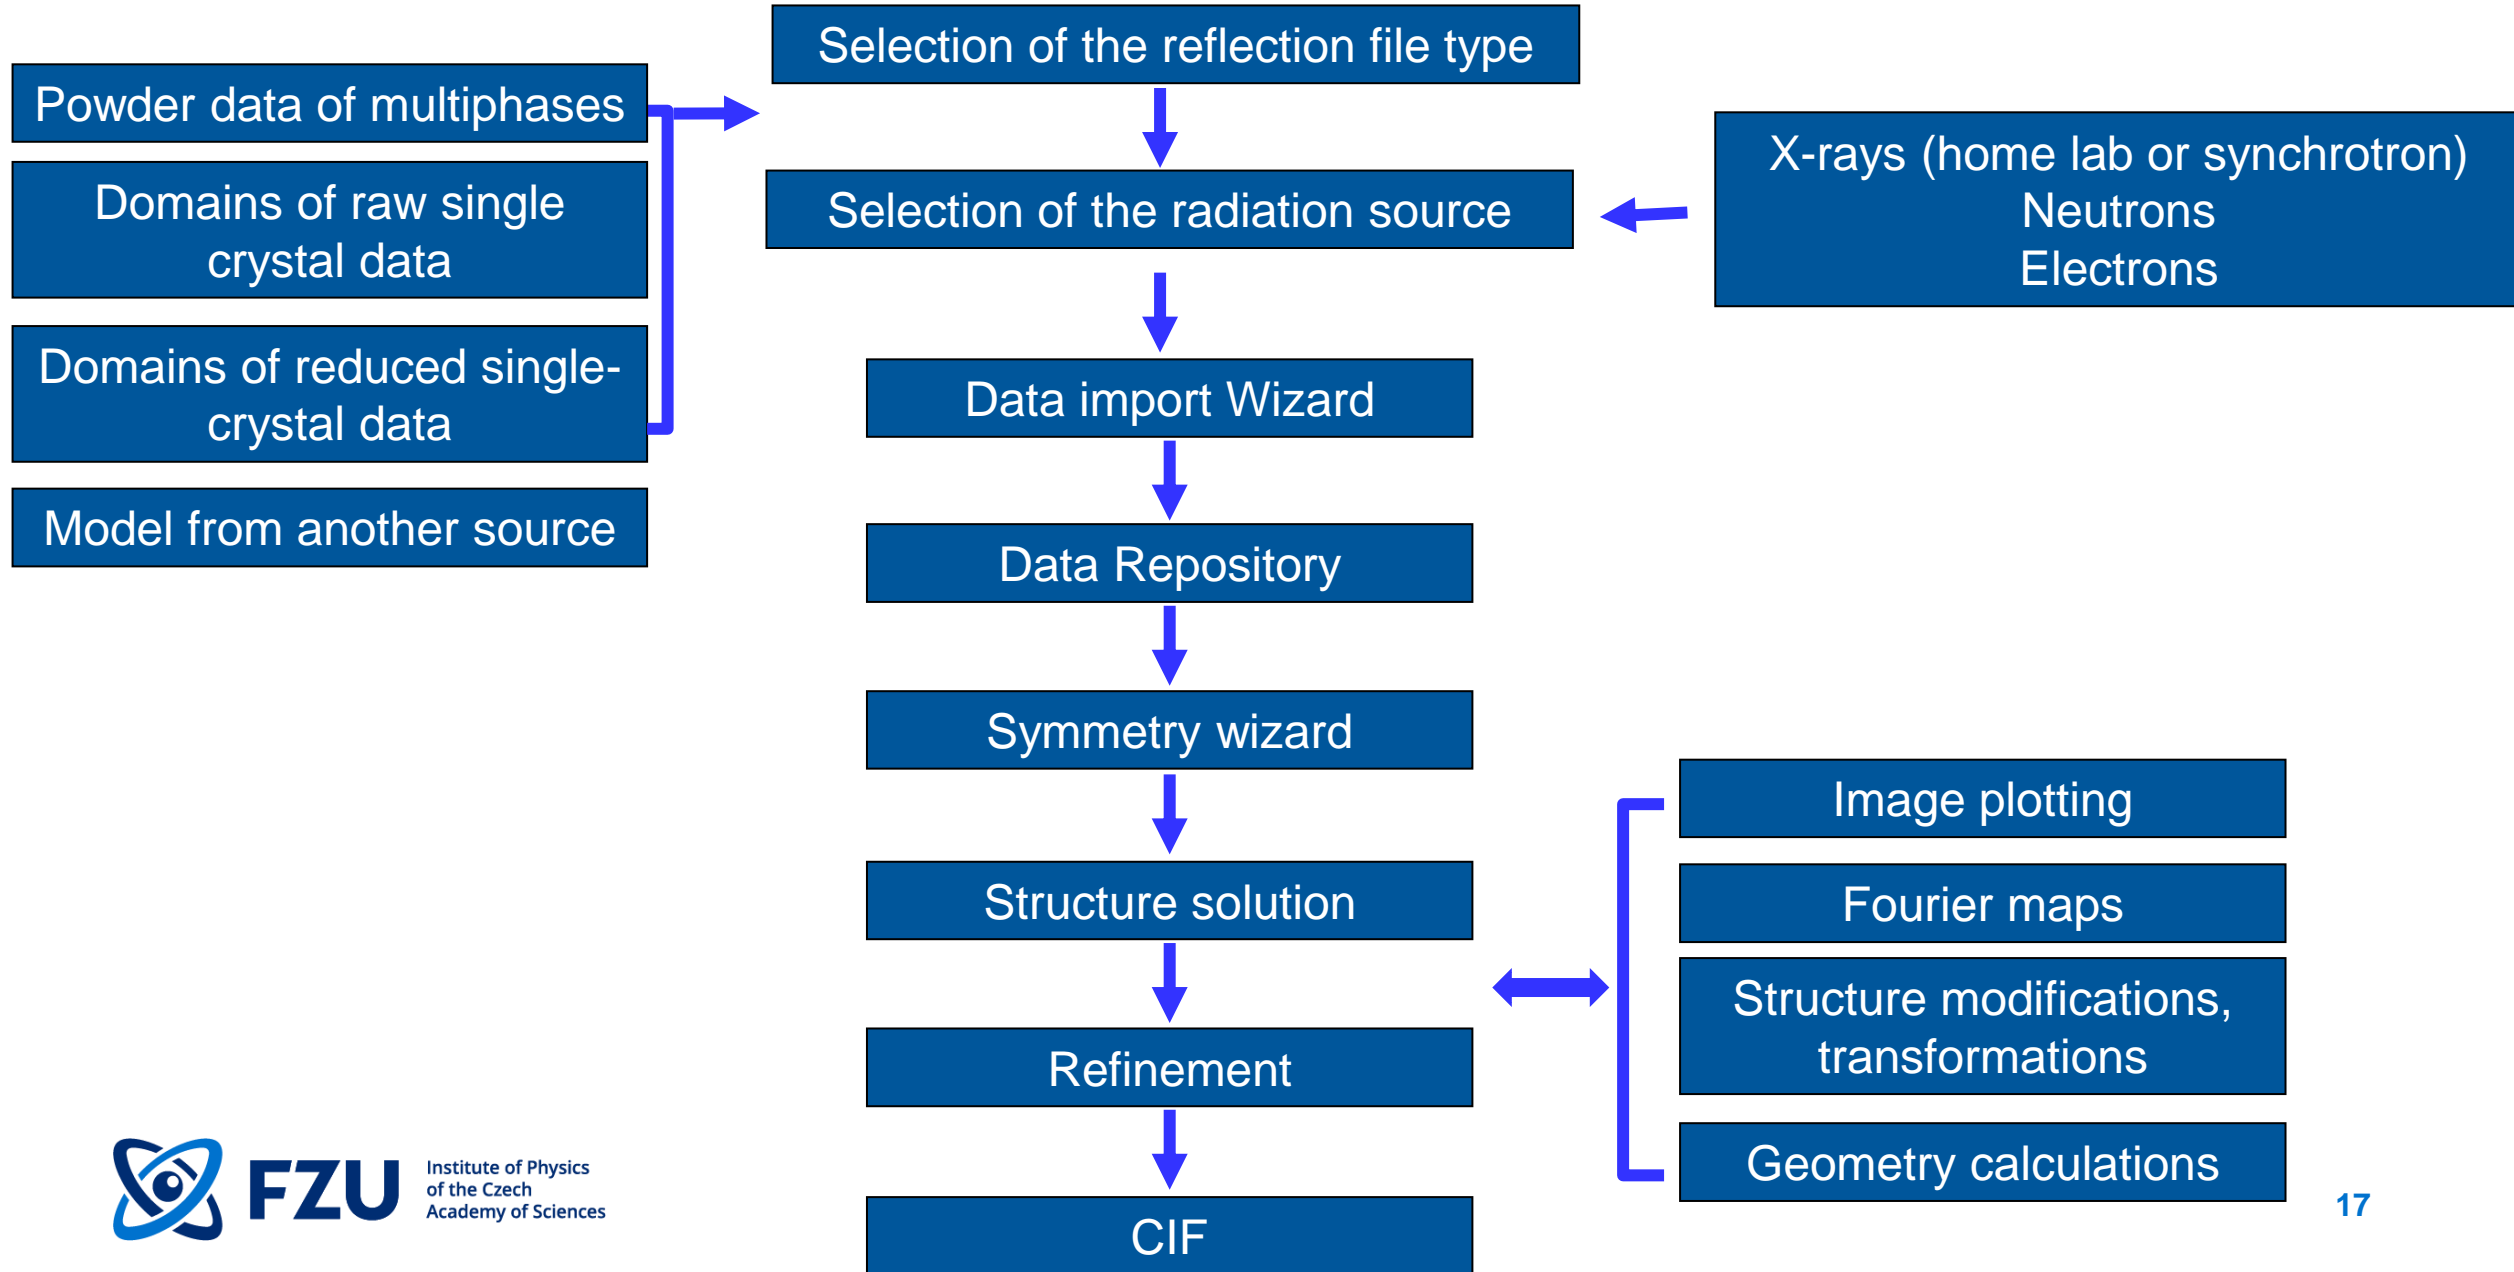 Selection of the reflection file type
Powder data of multiphases
Domains of raw single
crystal data
Domains of reduced single-
crystal data
Model from another source
Selection of the radiation source
X-rays (home lab or synchrotron)
Neutrons
Electrons
Data import Wizard
Data Repository
Symmetry wizard
Structure solution
Refinement
CIF
Image plotting
Fourier maps
Structure modifications,
transformations
Geometry calculations
FZU
Institute of Physics
of the Czech
Academy of Sciences
17